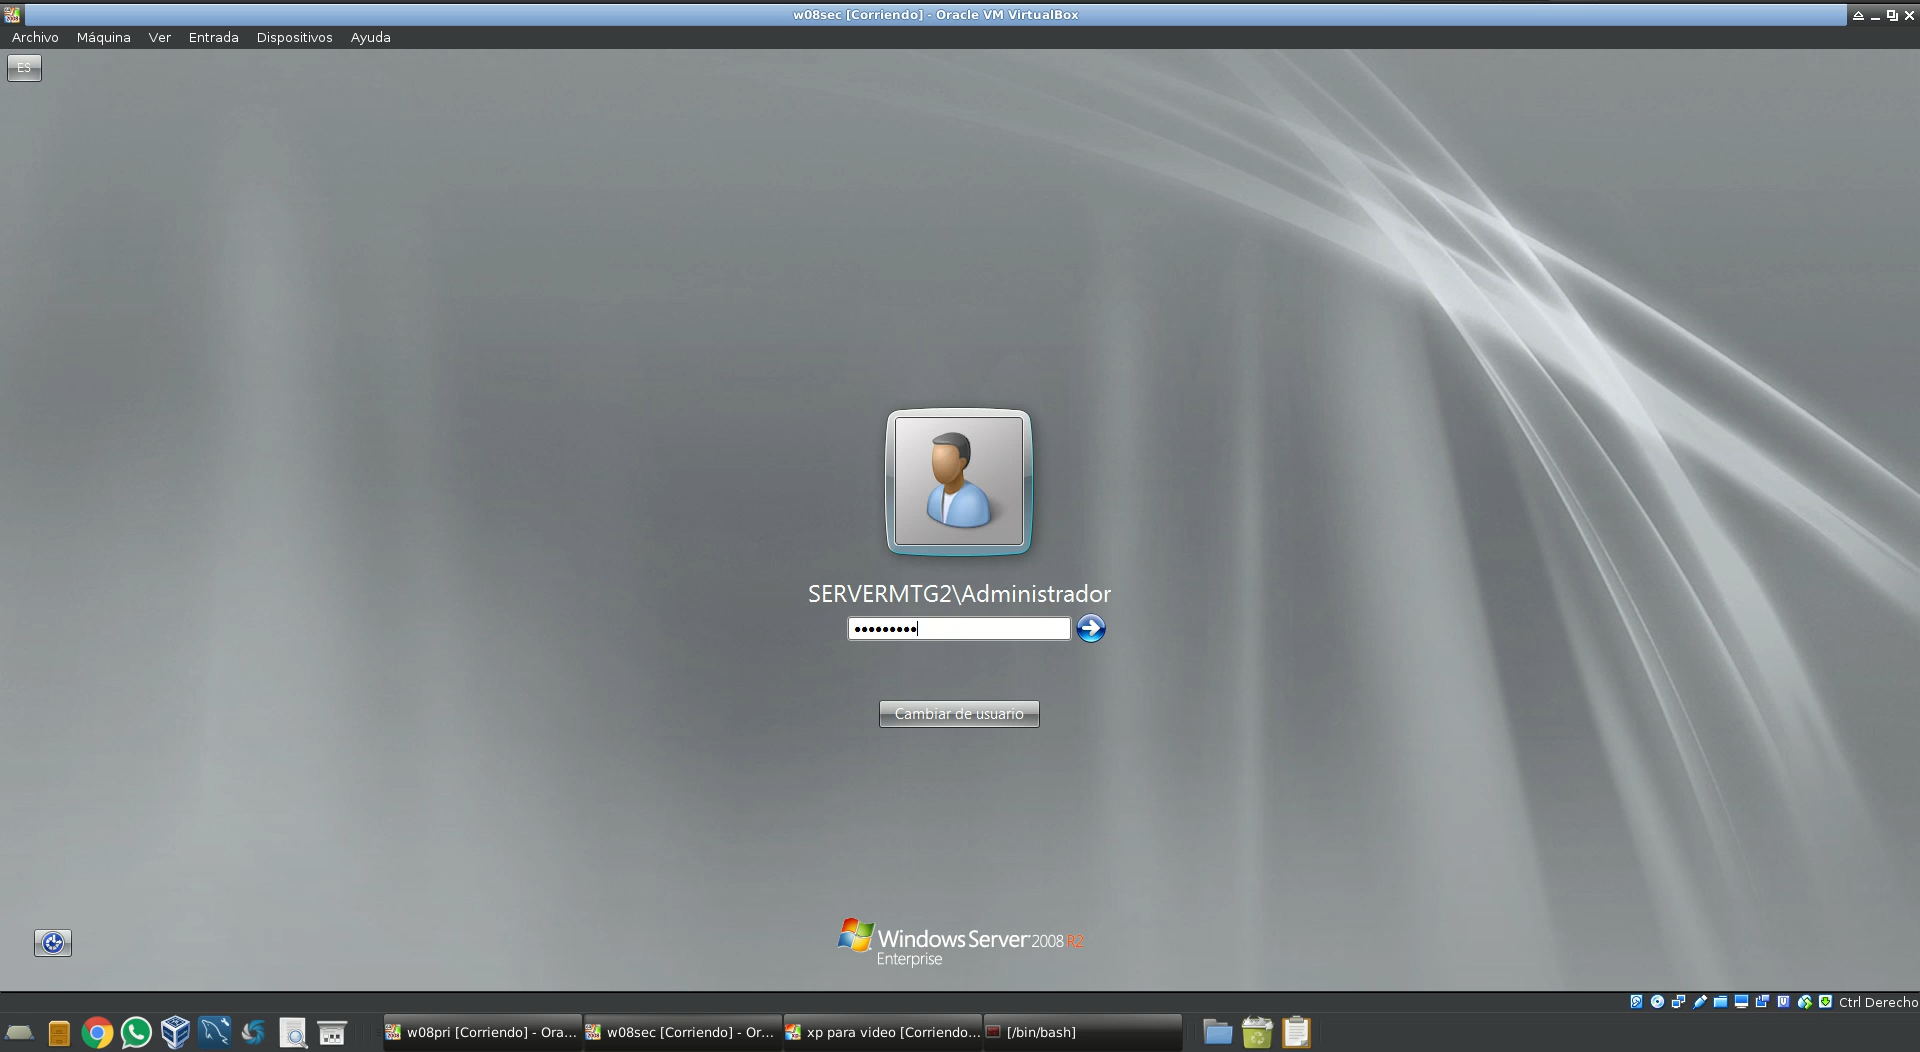 w08sec [Corriendo] - Oracle VM VirtualBox
Archivo Máquina Ver Entrada Dispositivos Ayuda
ES
SERVERMTG2\Administrador
Cambiar de usuario
Windows Server 2008 R2
Enterprise
Ctrl Derecho
w08pri [Corriendo] - Ora... w08sec [Corriendo] - Or... xp para video [Corriendo... [/bin/bash]